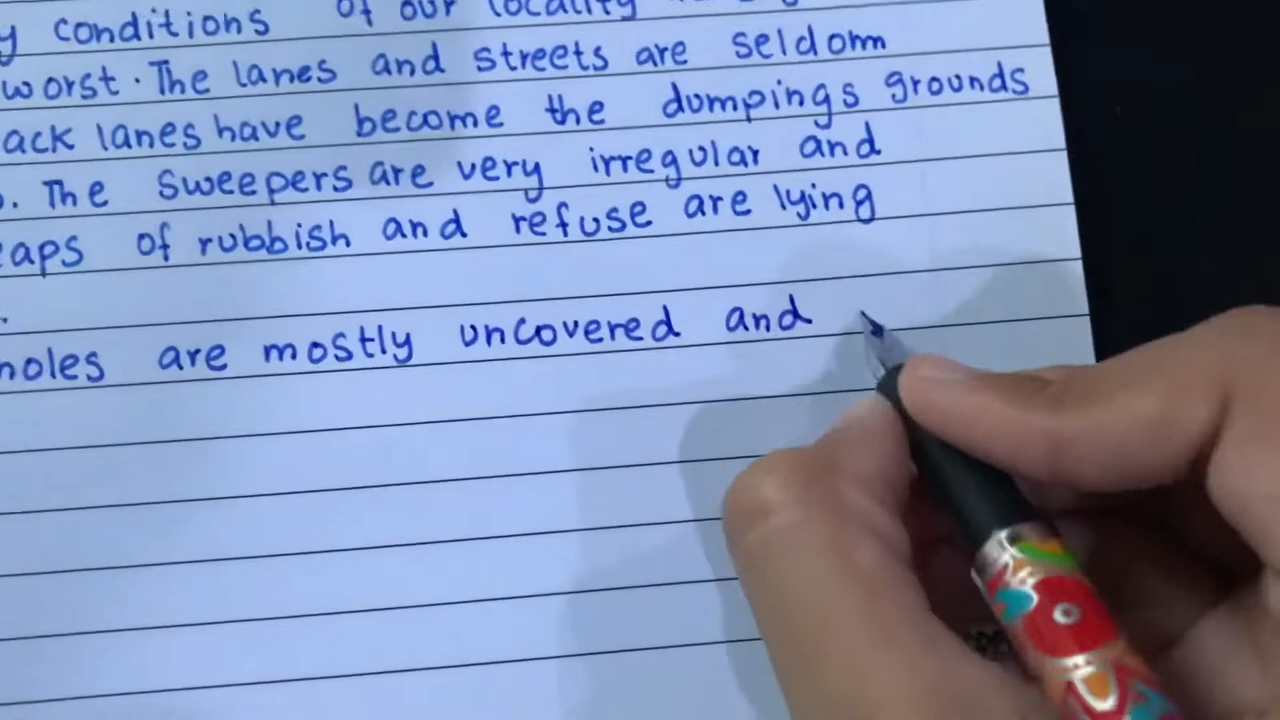 y conditions of our locality
worst. The lanes and streets are seldom
ack lanes have become the dumpings grounds
. The sweepers are very irregular and
eaps of rubbish and refuse are lying
.
holes are mostly uncovered and